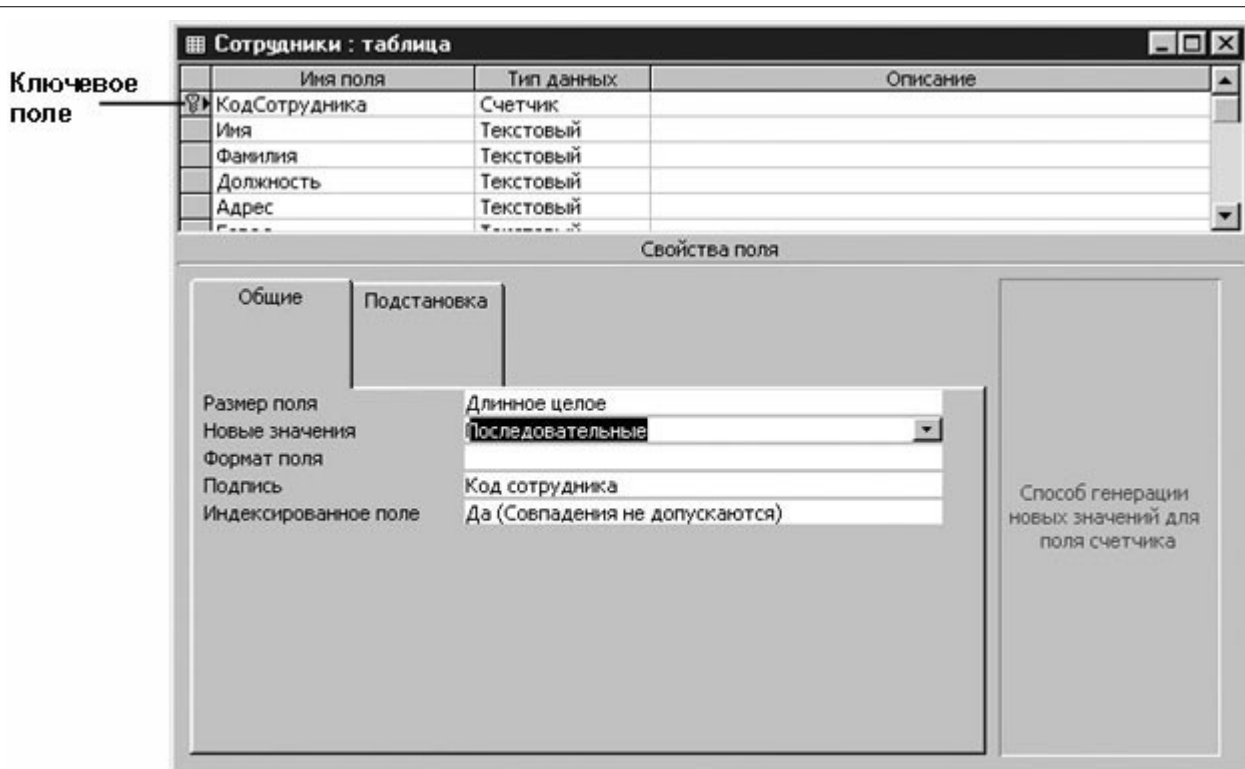 Ключевое
поле
Сотрудники : таблица
Имя поля Тип данных Описание
КодСотрудника Счетчик
Имя Текстовый
Фамилия Текстовый
Должность Текстовый
Адрес Текстовый
Свойства поля
Общие Подстановка
Размер поля Длинное целое
Новые значения Последовательные
Формат поля
Подпись Код сотрудника
Индексированное поле Да (Совпадения не допускаются)
Способ генерации
новых значений для
поля счетчика